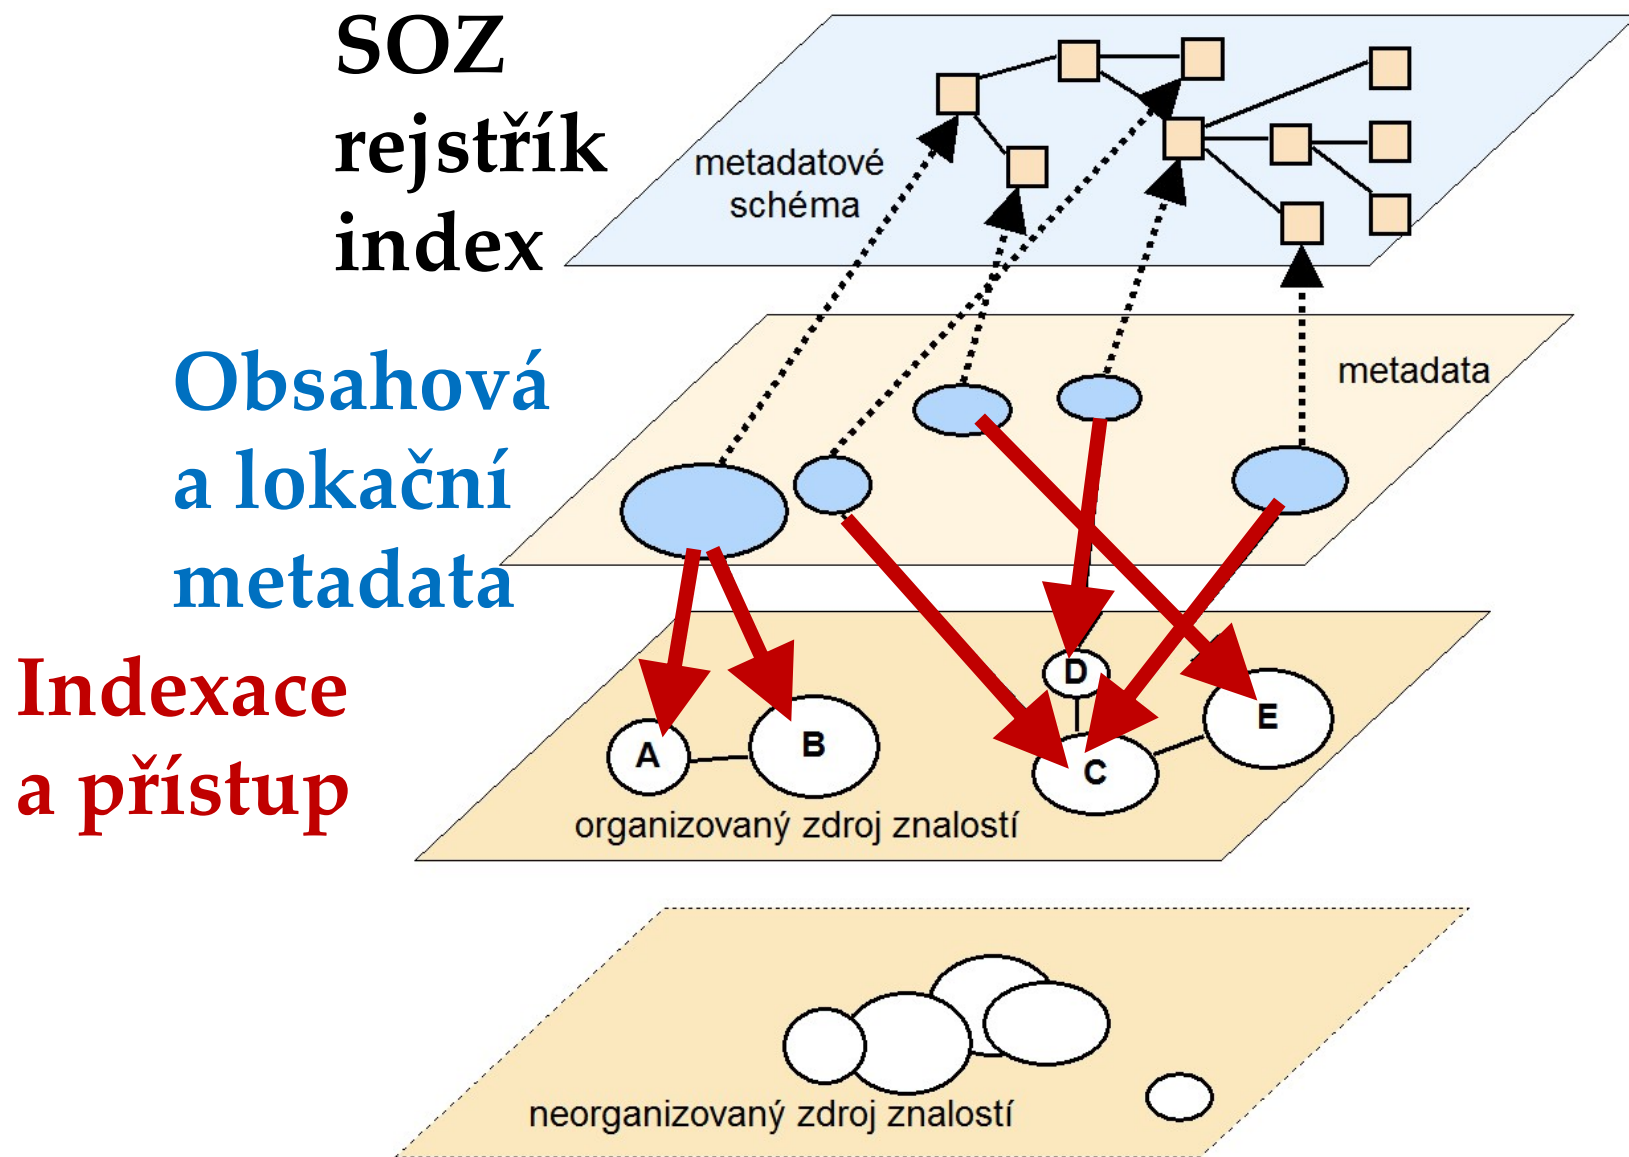 SOZ
rejstřík
index
metadatové
schéma
Obsahová
a lokační
metadata
metadata
Indexace
a přístup
D
E
A
B
C
organizovaný zdroj znalostí
neorganizovaný zdroj znalostí